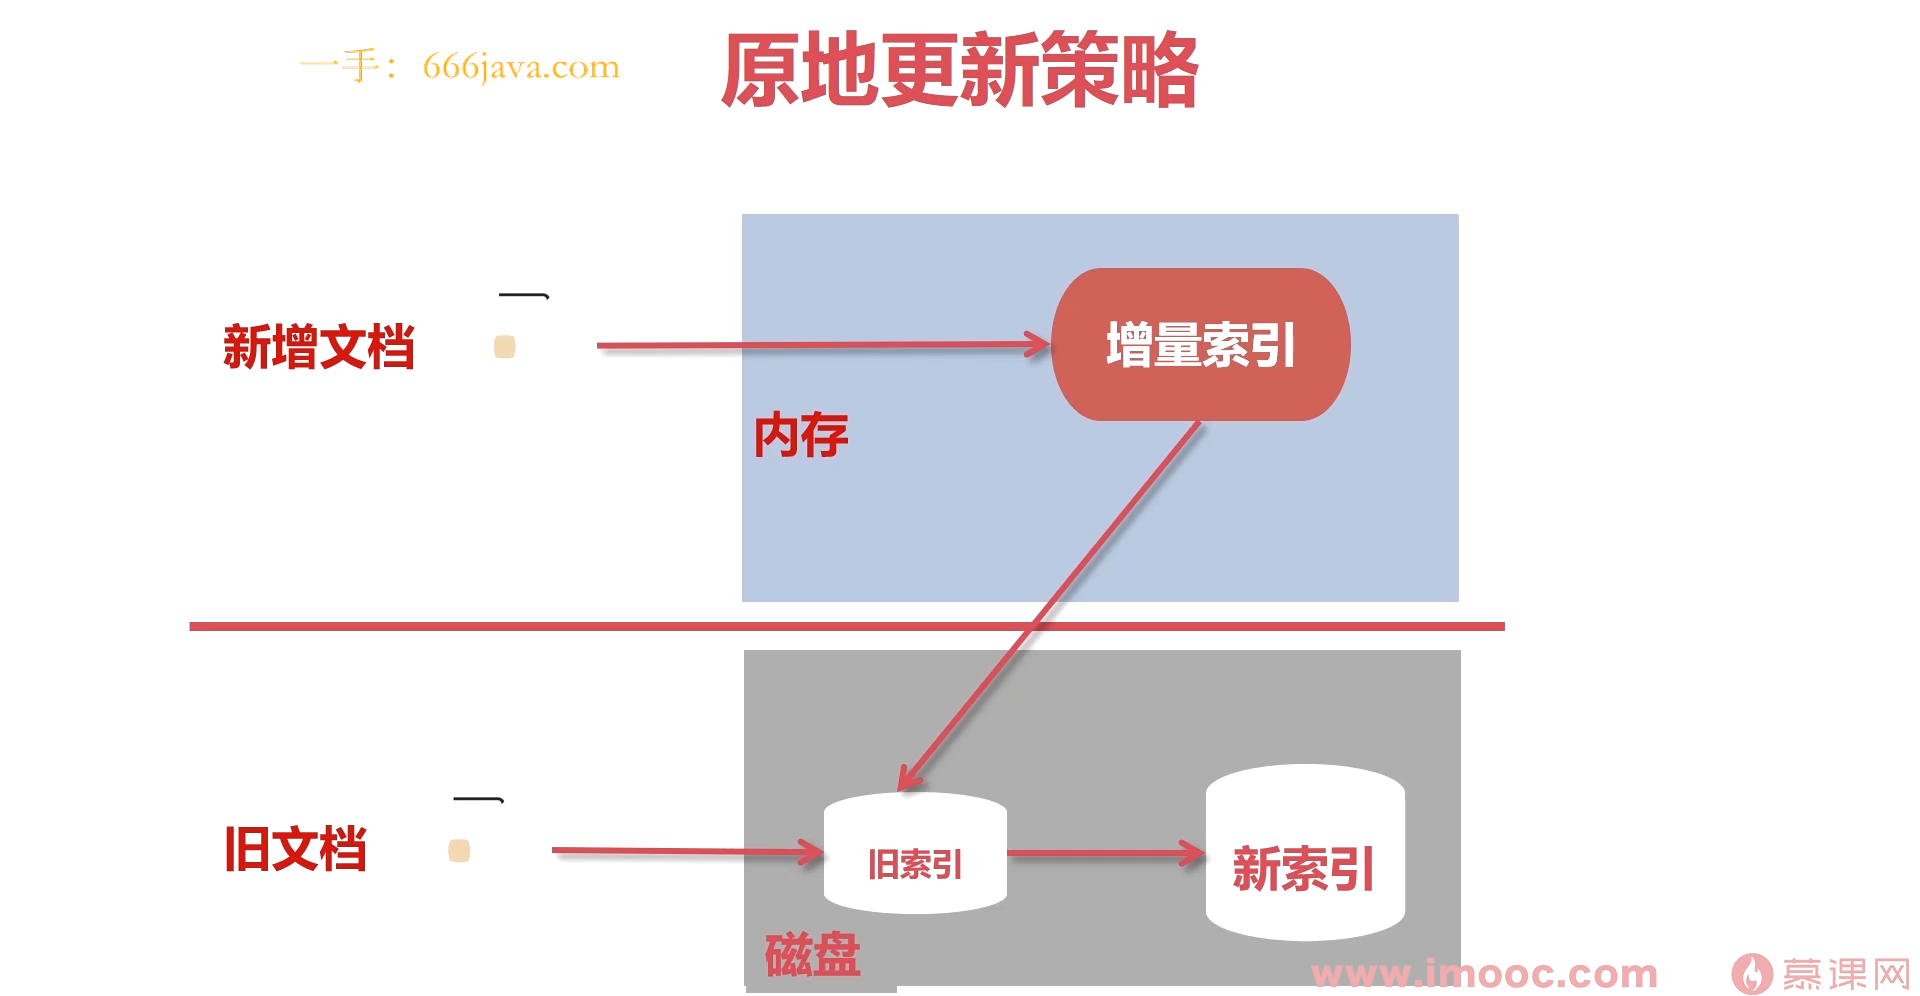 一手：666java.com
原地更新策略
新增文档
增量索引
内存
旧文档
旧索引
新索引
磁盘
www.imooc.com
慕课网